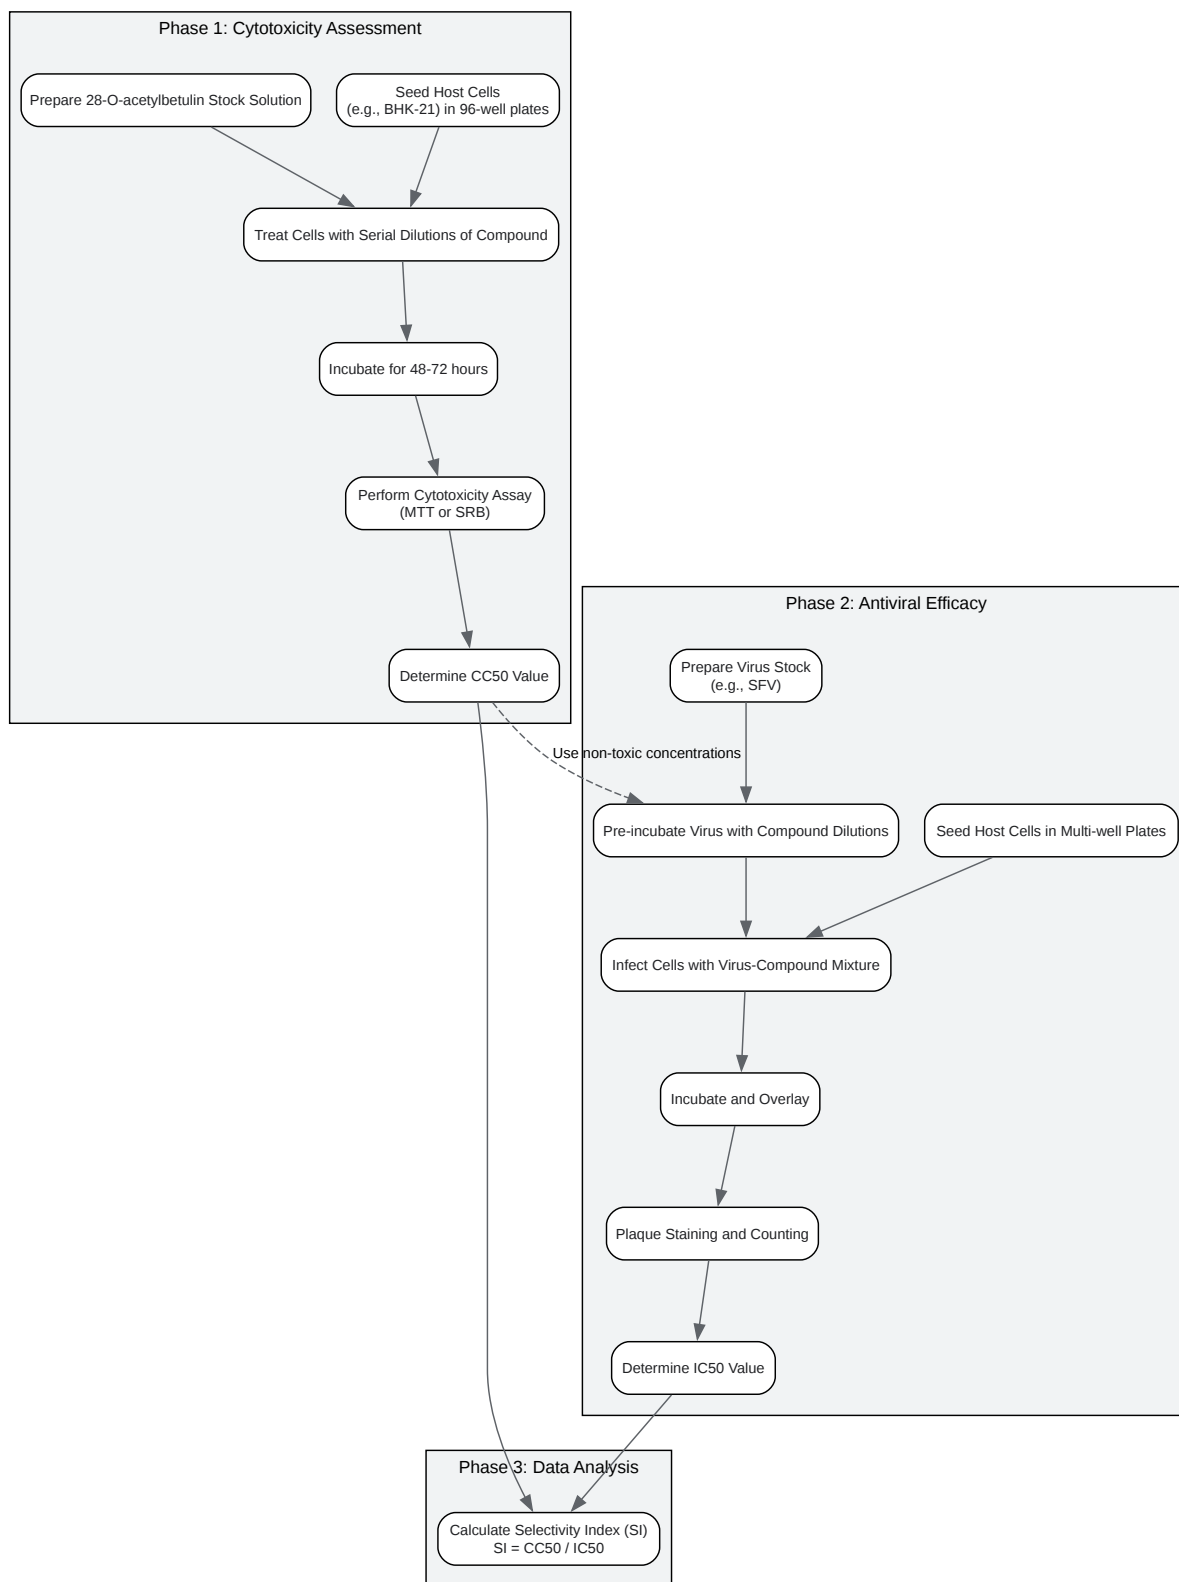 Phase 1: Cytotoxicity Assessment
Prepare 28-O-acetylbetulin Stock Solution
Seed Host Cells
(e.g., BHK-21) in 96-well plates
Treat Cells with Serial Dilutions of Compound
Incubate for 48-72 hours
Perform Cytotoxicity Assay
(MTT or SRB)
Determine CC50 Value
Phase 2: Antiviral Efficacy
Prepare Virus Stock
(e.g., SFV)
Use non-toxic concentrations
Pre-incubate Virus with Compound Dilutions
Seed Host Cells in Multi-well Plates
Infect Cells with Virus-Compound Mixture
Incubate and Overlay
Plaque Staining and Counting
Determine IC50 Value
Phase 3: Data Analysis
Calculate Selectivity Index (SI)
SI = CC50 / IC50